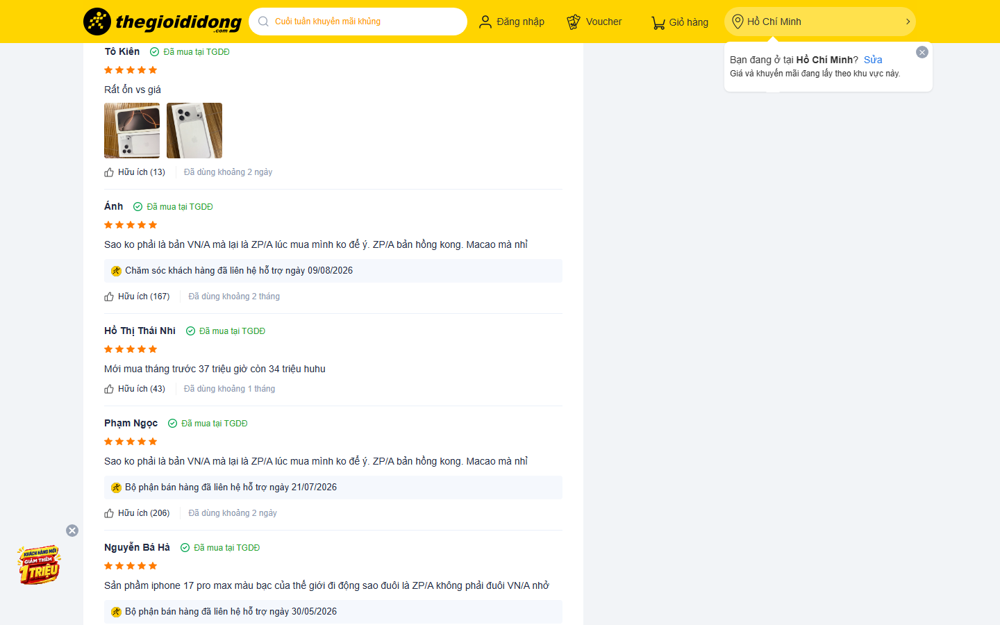 thegioididong
.com
Cuối tuần khuyến mãi khủng
Đăng nhập
Voucher
Giỏ hàng
Hồ Chí Minh
Bạn đang ở tại Hồ Chí Minh? Sửa
Giá và khuyến mãi đang lấy theo khu vực này.
Tô Kiên Đã mua tại TGDĐ
Rất ổn vs giá
Hữu ích (13) Đã dùng khoảng 2 ngày
Ánh Đã mua tại TGDĐ
Sao ko phải là bản VN/A mà lại là ZP/A lúc mua mình ko để ý. ZP/A bản hồng kong. Macao mà nhỉ
Chăm sóc khách hàng đã liên hệ hỗ trợ ngày 09/08/2026
Hữu ích (167) Đã dùng khoảng 2 tháng
Hồ Thị Thái Nhi Đã mua tại TGDĐ
Mới mua tháng trước 37 triệu giờ còn 34 triệu huhu
Hữu ích (43) Đã dùng khoảng 1 tháng
Phạm Ngọc Đã mua tại TGDĐ
Sao ko phải là bản VN/A mà lại là ZP/A lúc mua mình ko để ý. ZP/A bản hồng kong. Macao mà nhỉ
Bộ phận bán hàng đã liên hệ hỗ trợ ngày 21/07/2026
Hữu ích (206) Đã dùng khoảng 2 ngày
Nguyễn Bá Hà Đã mua tại TGDĐ
Sản phầm iphone 17 pro max màu bạc của thế giới đi động sao đuôi là ZP/A không phải đuôi VN/A nhở
Bộ phận bán hàng đã liên hệ hỗ trợ ngày 30/05/2026
KHÁCH HÀNG MỚI
GIẢM THÊM
1 TRIỆU